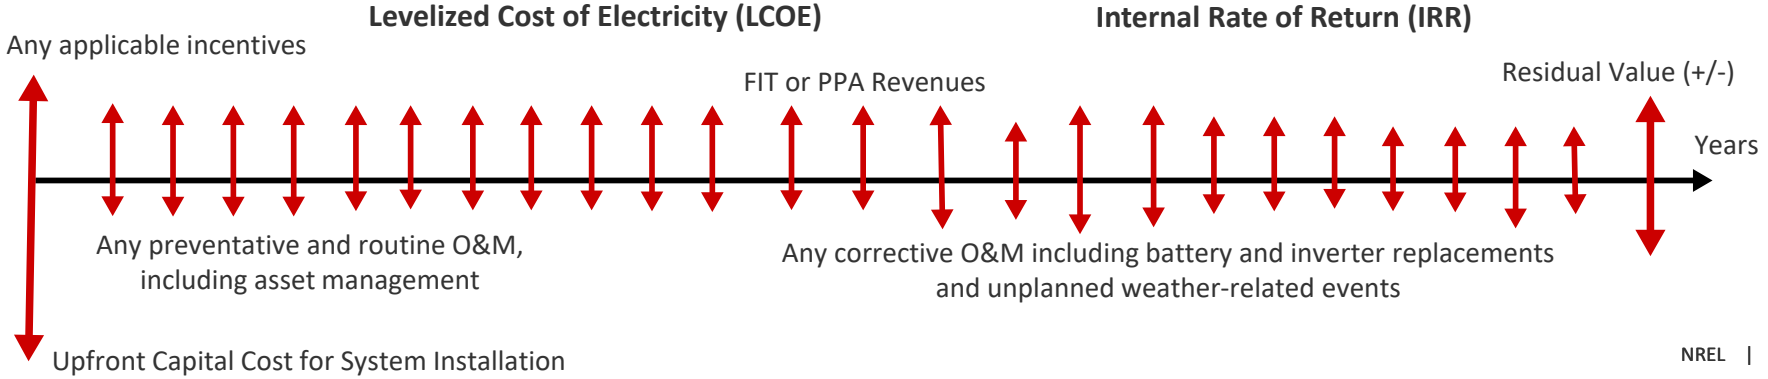 Levelized Cost of Electricity (LCOE)
Internal Rate of Return (IRR)
Any applicable incentives
FIT or PPA Revenues
Residual Value (+/-)
Years
Any preventative and routine O&M,
including asset management
Any corrective O&M including battery and inverter replacements
and unplanned weather-related events
Upfront Capital Cost for System Installation
NREL |